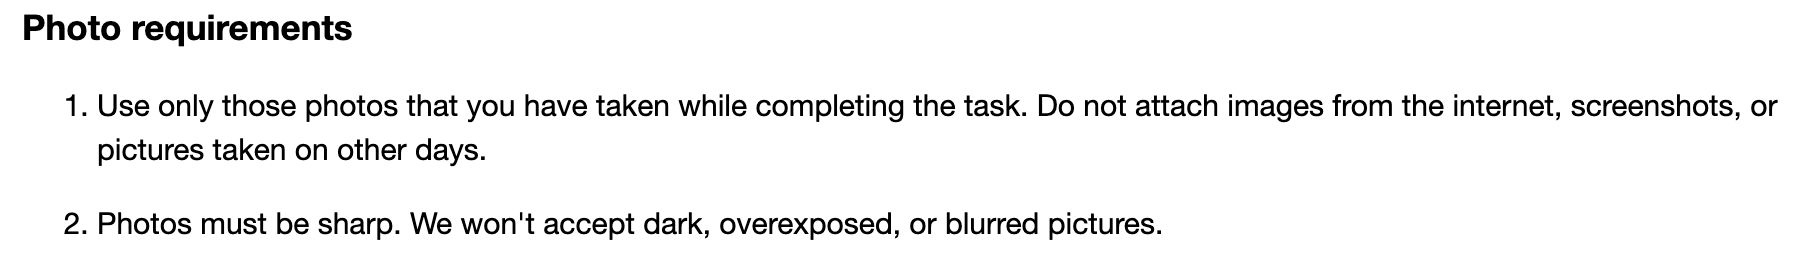 Photo requirements
1. Use only those photos that you have taken while completing the task. Do not attach images from the internet, screenshots, or
pictures taken on other days.
2. Photos must be sharp. We won't accept dark, overexposed, or blurred pictures.